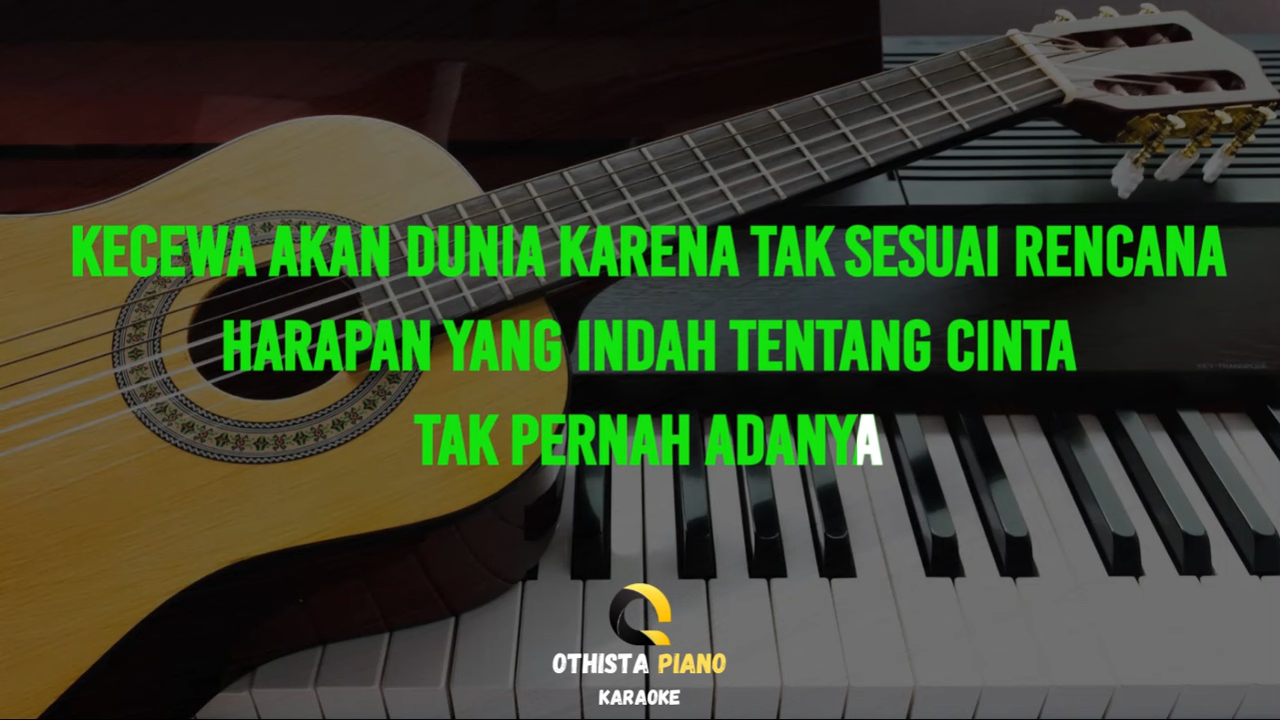 KECEWA AKAN DUNIA KARENA TAK SESUAI RENCANA
HARAPAN YANG INDAH TENTANG CINTA
TAK PERNAH ADANYA
OTHISTA PIANO
KARAOKE